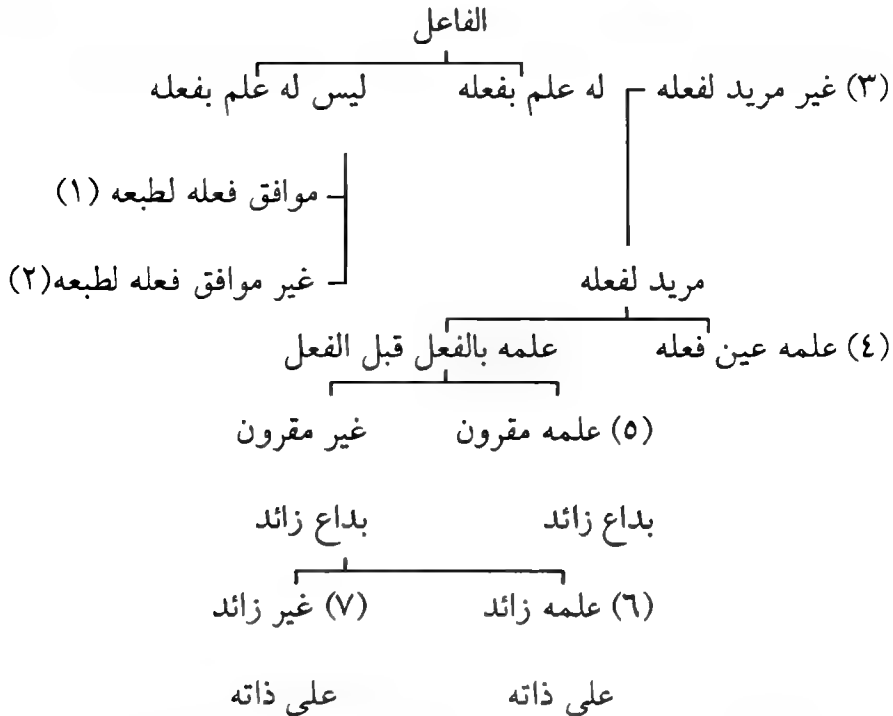 الفاعل
(٣) غير مريد لفعله له علم بفعله ليس له علم بفعله
موافق فعله لطبعه (١)
مريد لفعله غير موافق فعله لطبعه(٢)
(٤) علمه عين فعله علمه بالفعل قبل الفعل
(٥) علمه مقرون غير مقرون
بداع زائد بداع زائد
(٦) علمه زائد (٧) غير زائد
على ذاته على ذاته